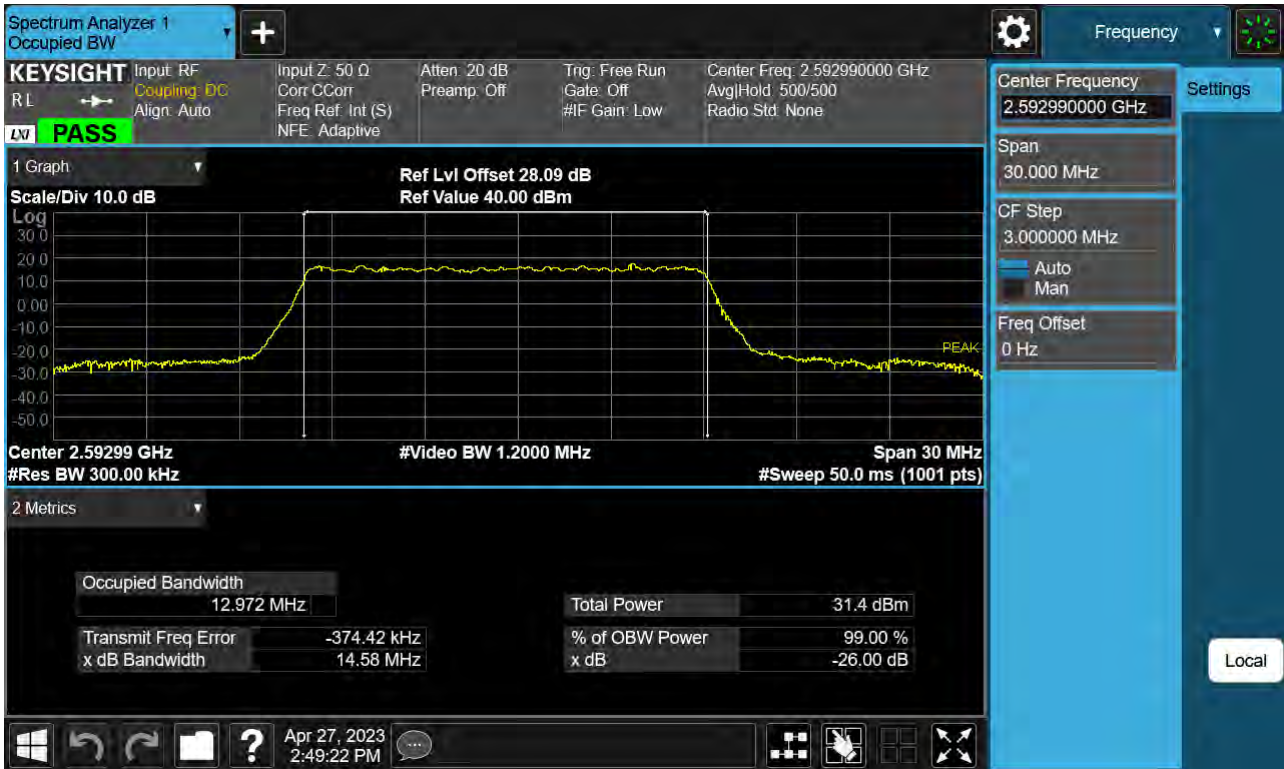 Spectrum Analyzer 1
Occupied BW
+
Frequency
KEYSIGHT
R L
LXI
PASS
Input: RF
Coupling: DC
Align: Auto
Input Z: 50 Ω
Corr CCorr
Freq Ref: Int (S)
NFE: Adaptive
Atten: 20 dB
Preamp: Off
Trig: Free Run
Gate: Off
#IF Gain: Low
Center Freq: 2.592990000 GHz
Avg|Hold: 500/500
Radio Std: None
Center Frequency
2.592990000 GHz
Settings
Span
30.000 MHz
CF Step
3.000000 MHz
Auto
Man
Freq Offset
0 Hz
Local
1 Graph
Scale/Div 10.0 dB
Ref Lvl Offset 28.09 dB
Ref Value 40.00 dBm
Log
30.0
20.0
10.0
0.00
-10.0
-20.0
-30.0
-40.0
-50.0
PEAK
Center 2.59299 GHz
#Video BW 1.2000 MHz
Span 30 MHz
#Res BW 300.00 kHz
#Sweep 50.0 ms (1001 pts)
2 Metrics
Occupied Bandwidth
12.972 MHz
Total Power 31.4 dBm
Transmit Freq Error -374.42 kHz
% of OBW Power 99.00 %
x dB Bandwidth 14.58 MHz
x dB -26.00 dB
?
Apr 27, 2023
2:49:22 PM